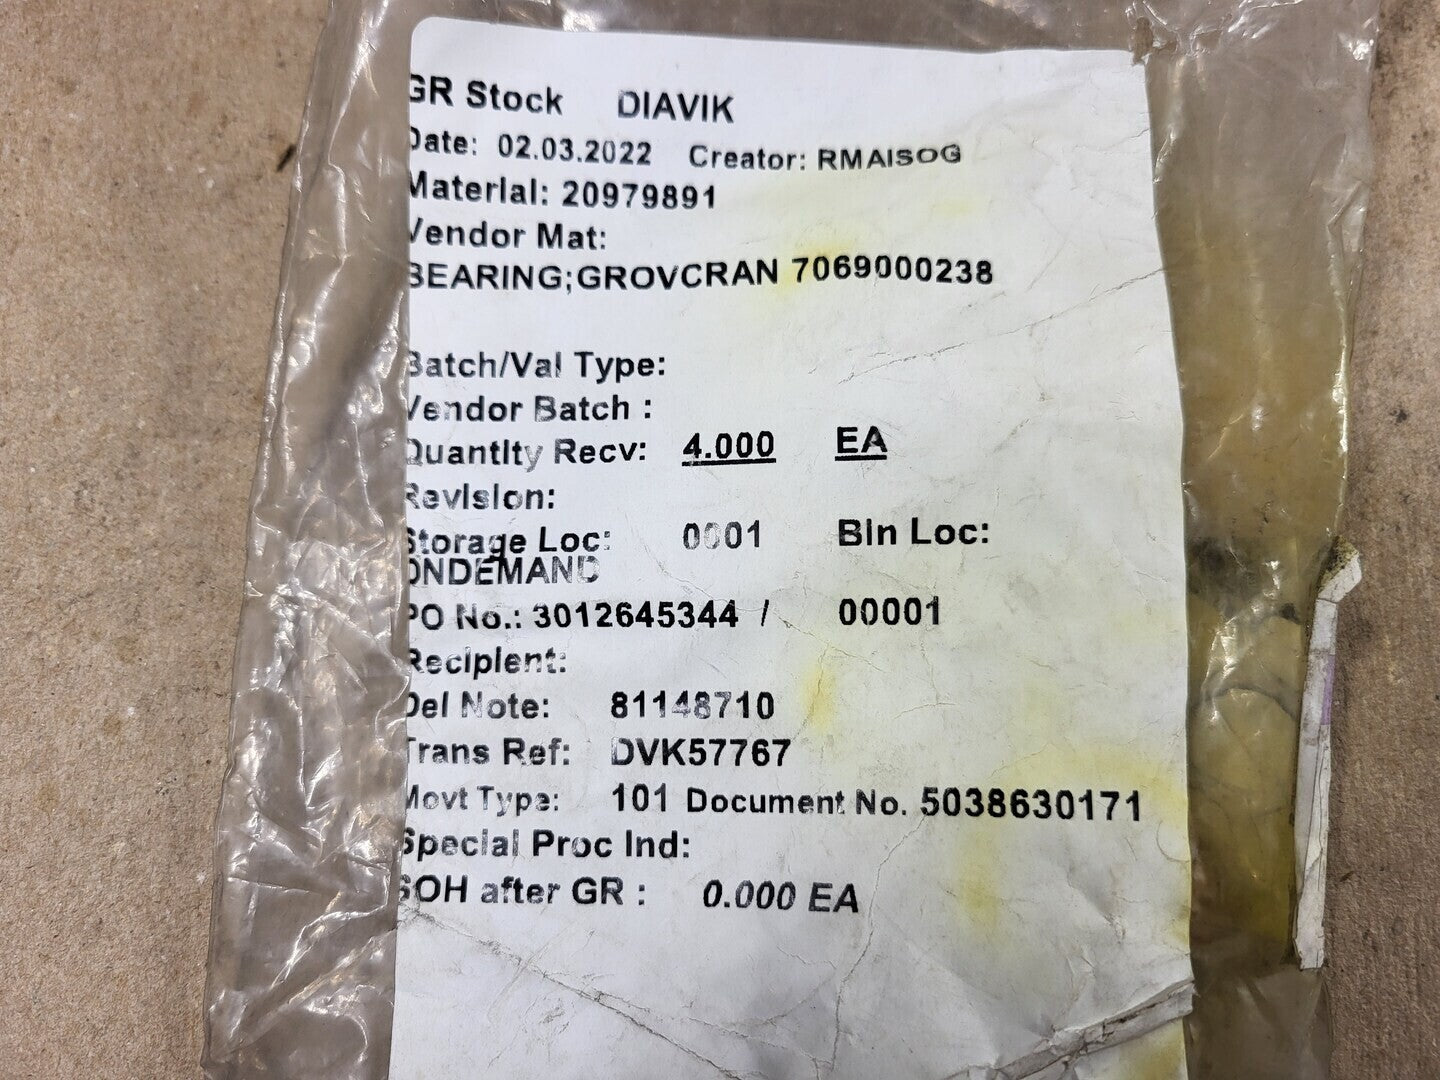 GR Stock DIAVIK
Date: 02.03.2022 Creator: RMAISOG
Material: 20979891
Vendor Mat:
BEARING;GROVCRAN 7069000238
Batch/Val Type:
Vendor Batch :
Quantity Recv: 4.000 EA
Revision:
Storage Loc: 0001 Bin Loc:
ONDEMAND
PO No.: 3012645344 / 00001
Recipient:
Del Note: 81148710
Trans Ref: DVK57767
Movt Type: 101 Document No. 5038630171
Special Proc Ind:
SOH after GR : 0.000 EA